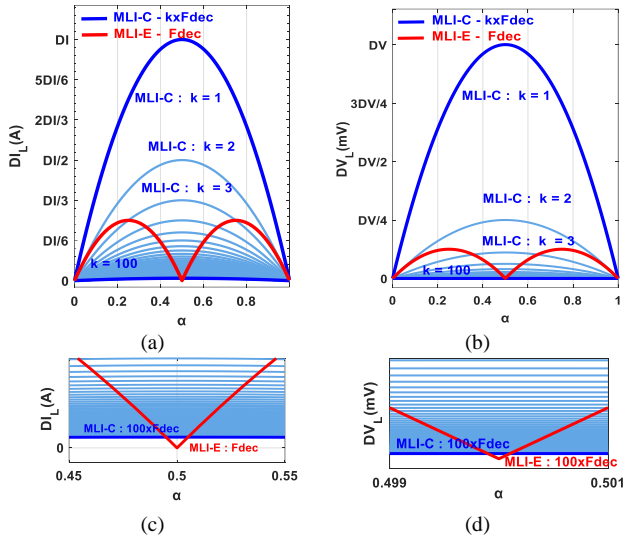 MLI-C - kxFdec
MLI-E - Fdec
DI
5DI/6
2DI/3
DI/2
DI/3
DI/6
0
DI_L(A)
MLI-C : k = 1
MLI-C : k = 2
MLI-C : k = 3
k = 100
0 0.2 0.4 0.6 0.8
α
(a)
MLI-C - kxFdec
MLI-E - Fdec
DV
3DV/4
DV/2
DV/4
0
DV_L(mV)
MLI-C : k = 1
MLI-C : k = 2
MLI-C : k = 3
k = 100
0 0.2 0.4 0.6 0.8 1
α
(b)
DI_L(A)
0
MLI-C : 100xFdec
MLI-E : Fdec
0.45 0.5 0.55
α
(c)
DV_L(mV)
MLI-C : 100xFdec
MLI-E : 100xFdec
0.499 0.501
α
(d)